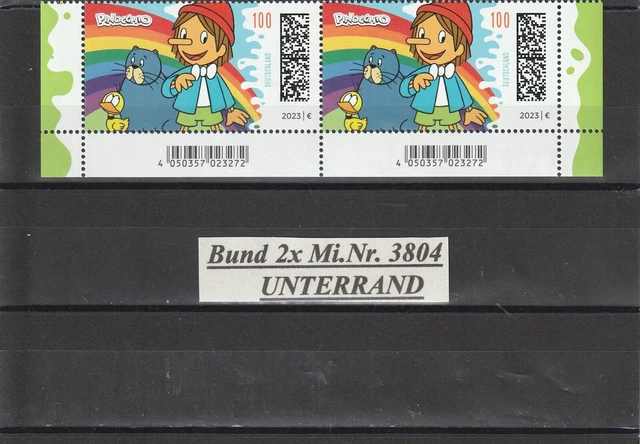 PINOCCHIO 100 PINOCCHIO 100
DEUTSCHLAND DEUTSCHLAND
2023 | € 2023 | €
4 050357 023272 4 050357 023272
Bund 2x Mi.Nr. 3804
UNTERRAND